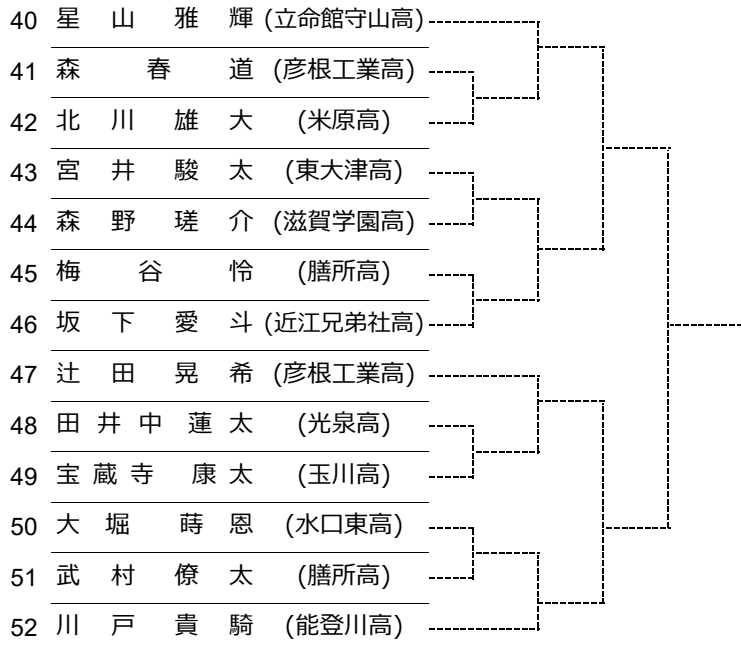 40 星山 雅輝 (立命館守山高)
41 森 春道 (彦根工業高)
42 北川 雄大 (米原高)
43 宮井 駿太 (東大津高)
44 森野 瑳介 (滋賀学園高)
45 梅谷 怜 (膳所高)
46 坂下 愛斗 (近江兄弟社高)
47 辻田 晃希 (彦根工業高)
48 田井中 蓮太 (光泉高)
49 宝蔵寺 康太 (玉川高)
50 大堀 蒔恩 (水口東高)
51 武村 僚太 (膳所高)
52 川戸 貴騎 (能登川高)